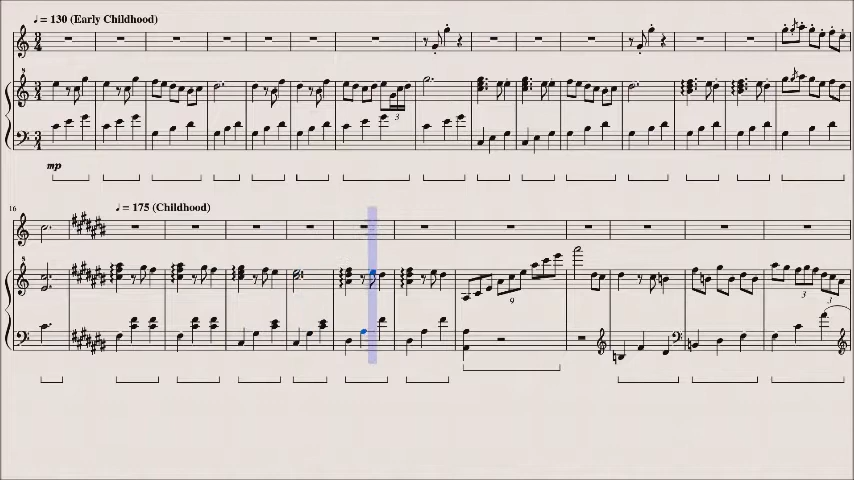 ♩ = 130 (Early Childhood)
3
mp
16
♩ = 175 (Childhood)
9
3
3